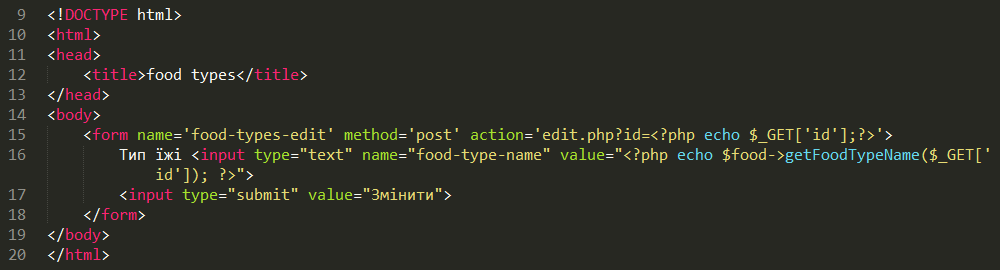 9 <!DOCTYPE html>
10 <html>
11 <head>
12 <title>food types</title>
13 </head>
14 <body>
15 <form name='food-types-edit' method='post' action='edit.php?id=<?php echo $_GET['id'];?>'>
16 Тип їжі <input type="text" name="food-type-name" value="<?php echo $food->getFoodTypeName($_GET['
id']); ?>">
17 <input type="submit" value="Змінити">
18 </form>
19 </body>
20 </html>